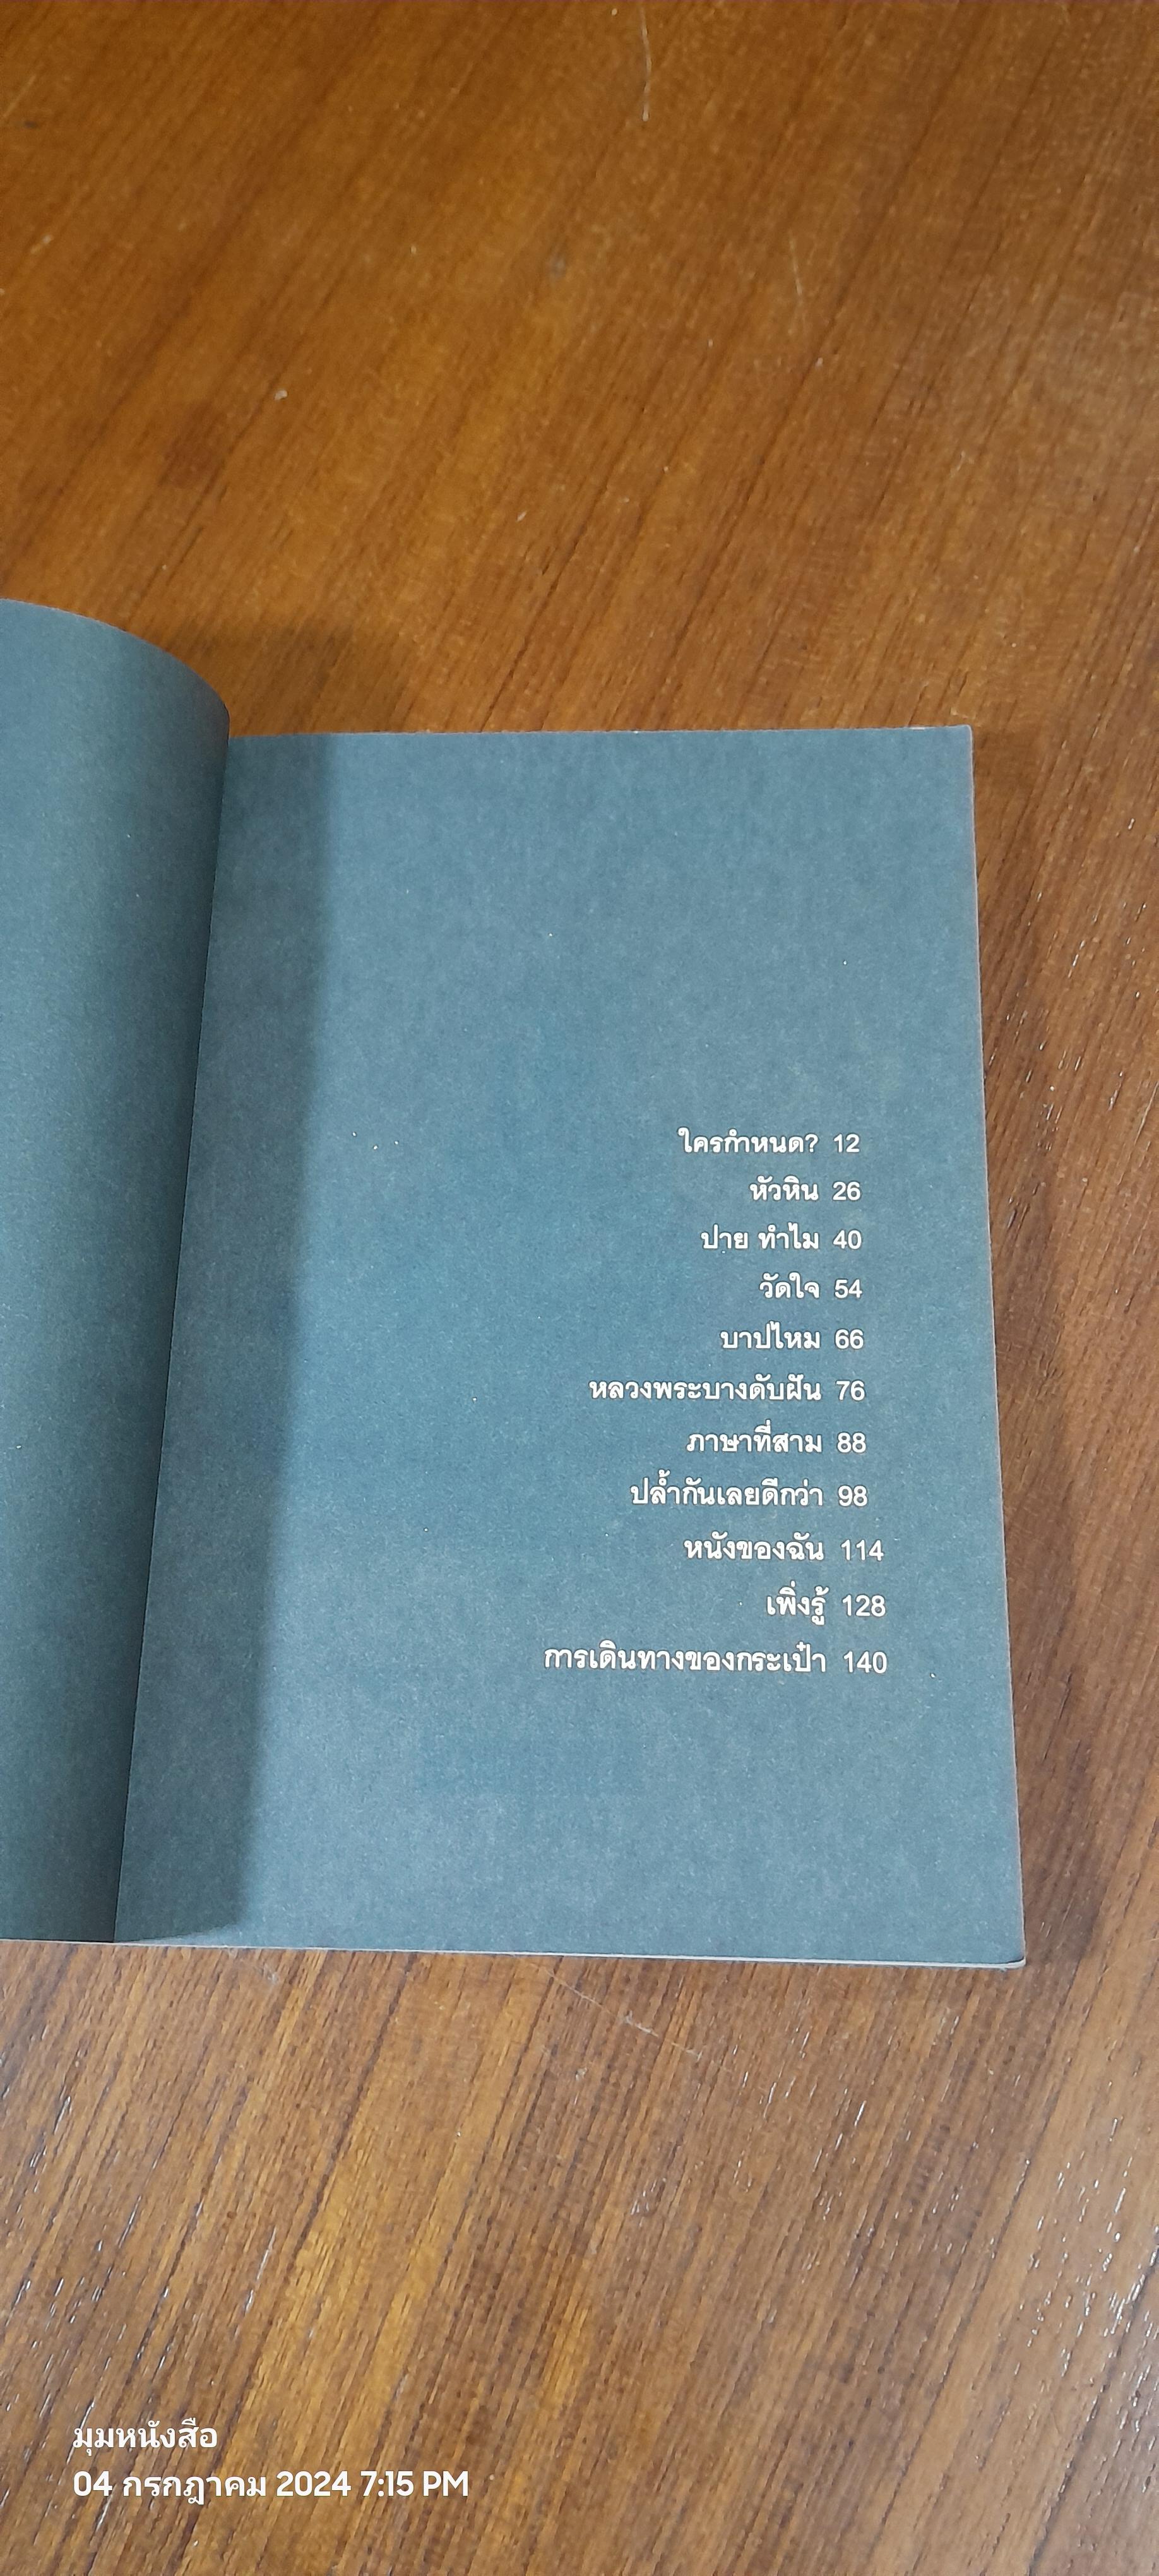 ใครกำหนด? 12
หัวหิน 26
ปาย ทำไม 40
วัดใจ 54
บาปไหม 66
หลวงพระบางดับฝัน 76
ภาษาที่สาม 88
ปล้ำกันเลยดีกว่า 98
หนังของฉัน 114
เพิ่งรู้ 128
การเดินทางของกระเป๋า 140
มุมหนังสือ
04 กรกฎาคม 2024 7:15 PM